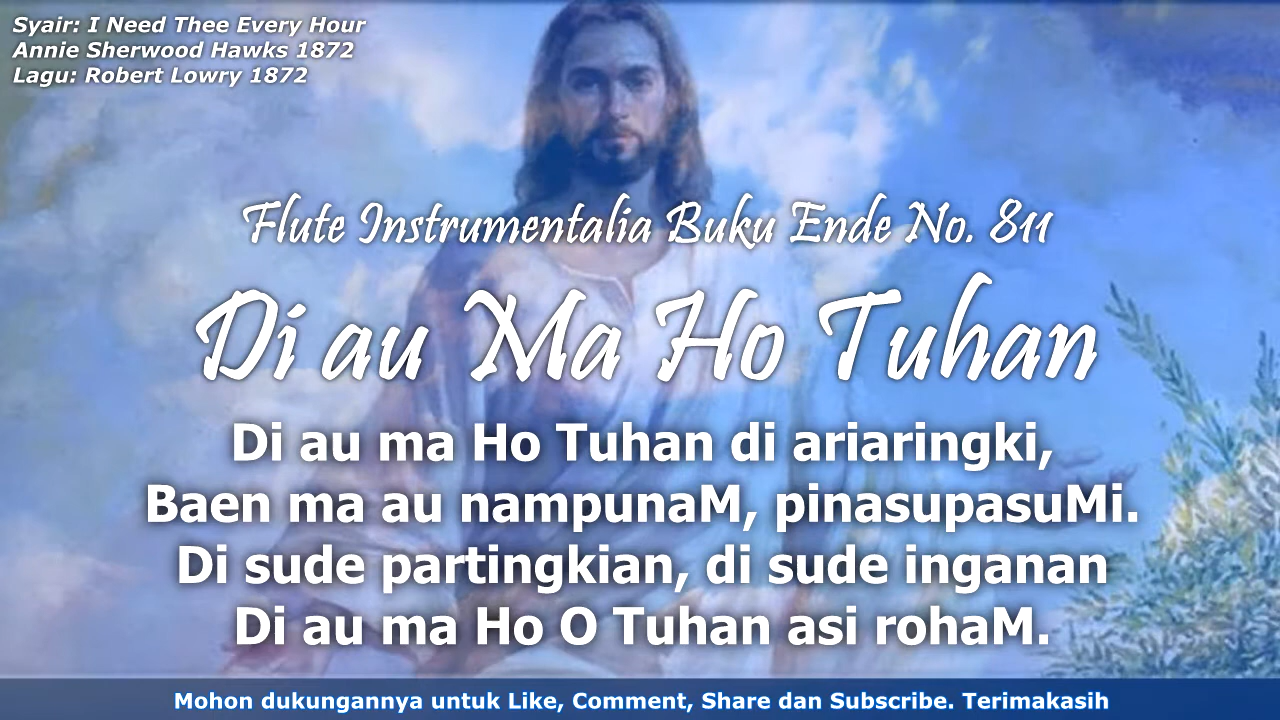 Syair: I Need Thee Every Hour
Annie Sherwood Hawks 1872
Lagu: Robert Lowry 1872
Flute Instrumentalia Buku Ende No. 811
Di au Ma Ho Tuhan
Di au ma Ho Tuhan di ariaringki,
Baen ma au nampunaM, pinasupasuMi.
Di sude partingkian, di sude inganan
Di au ma Ho O Tuhan asi rohaM.
Mohon dukungannya untuk Like, Comment, Share dan Subscribe. Terimakasih